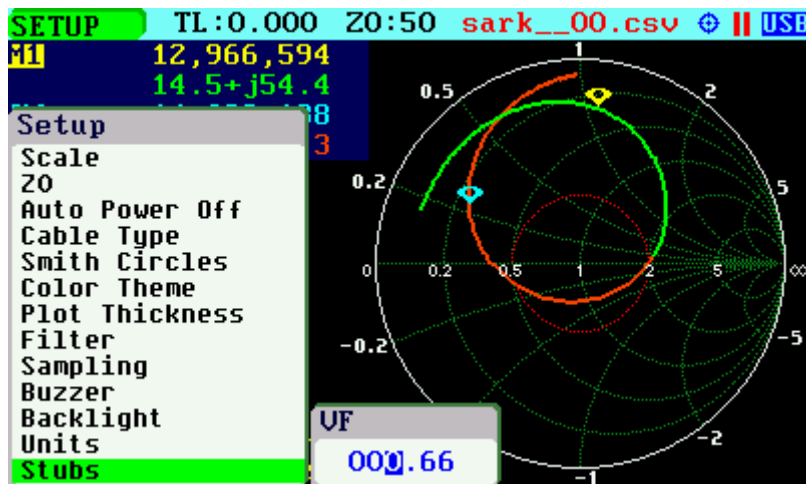 SETUP TL:0.000 Z0:50 sark__00.csv USB
M1 12,966,594
14.5+j54.4
8
3
Setup
Scale
Z0
Auto Power Off
Cable Type
Smith Circles
Color Theme
Plot Thickness
Filter
Sampling
Buzzer
Backlight
Units
Stubs
VF
000.66
1
0.5
2
0.2
5
0 0.2 0.5 1 2 5 ∞
-0.2
-5
-2
-1